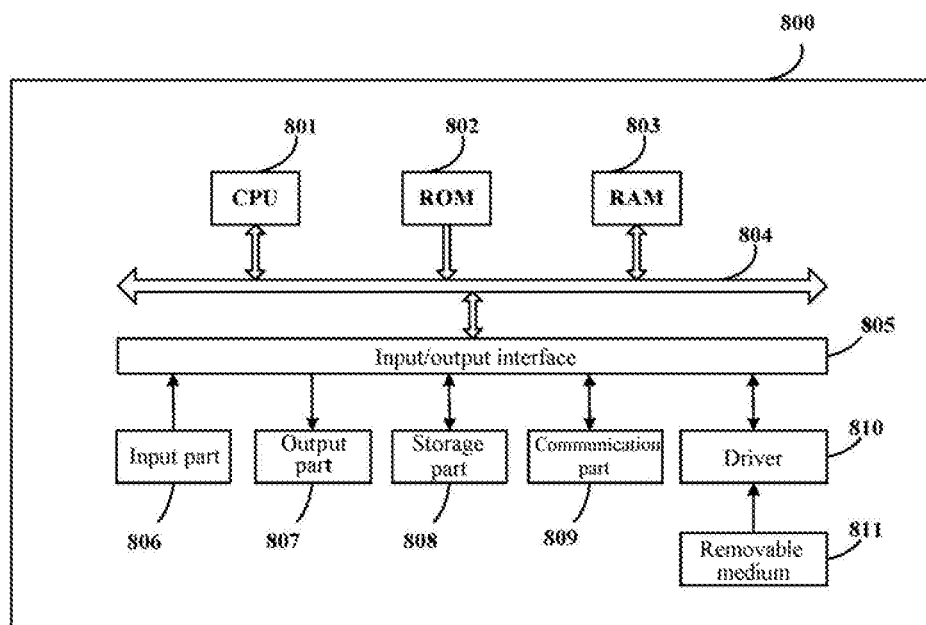 800
801
802
803
CPU
ROM
RAM
804
805
Input/output interface
Input part
Output
part
Storage
part
Communication
part
Driver
810
806
807
808
809
Removable
medium
811